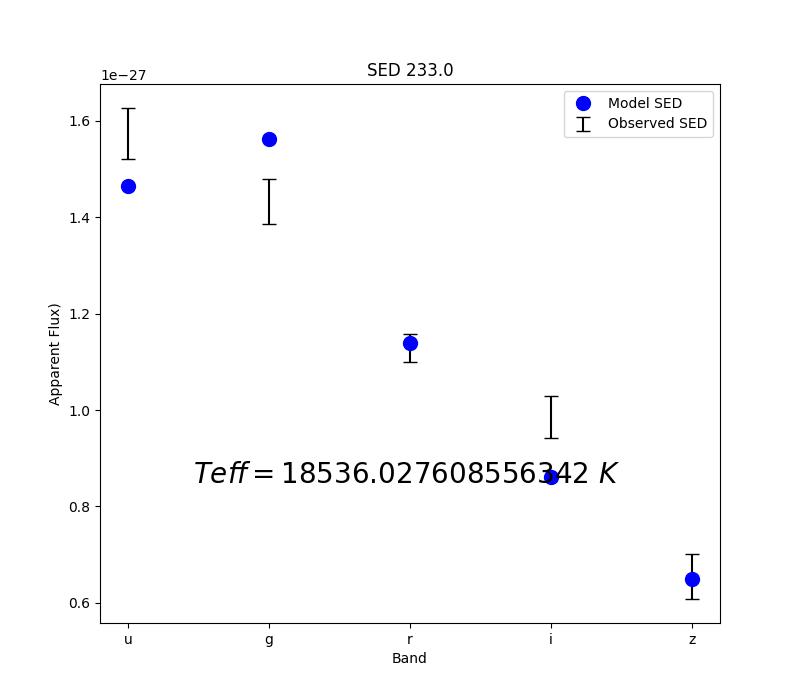 SED 233.0
1e−27
Model SED
Observed SED
1.6
1.4
1.2
1.0
0.8
0.6
Apparent Flux)
Teff = 18536.027608556342 K
u g r i z
Band